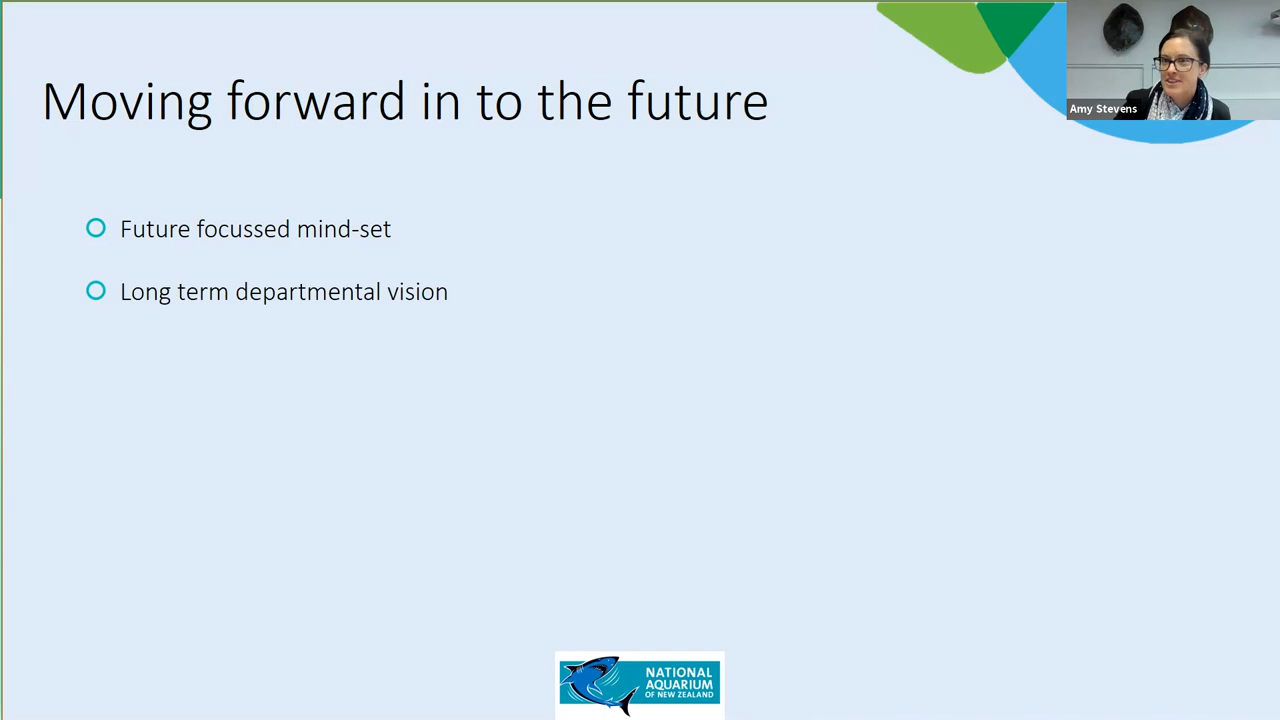 Moving forward in to the future
Amy Stevens
Future focussed mind-set
Long term departmental vision
NATIONAL
AQUARIUM
OF NEW ZEALAND